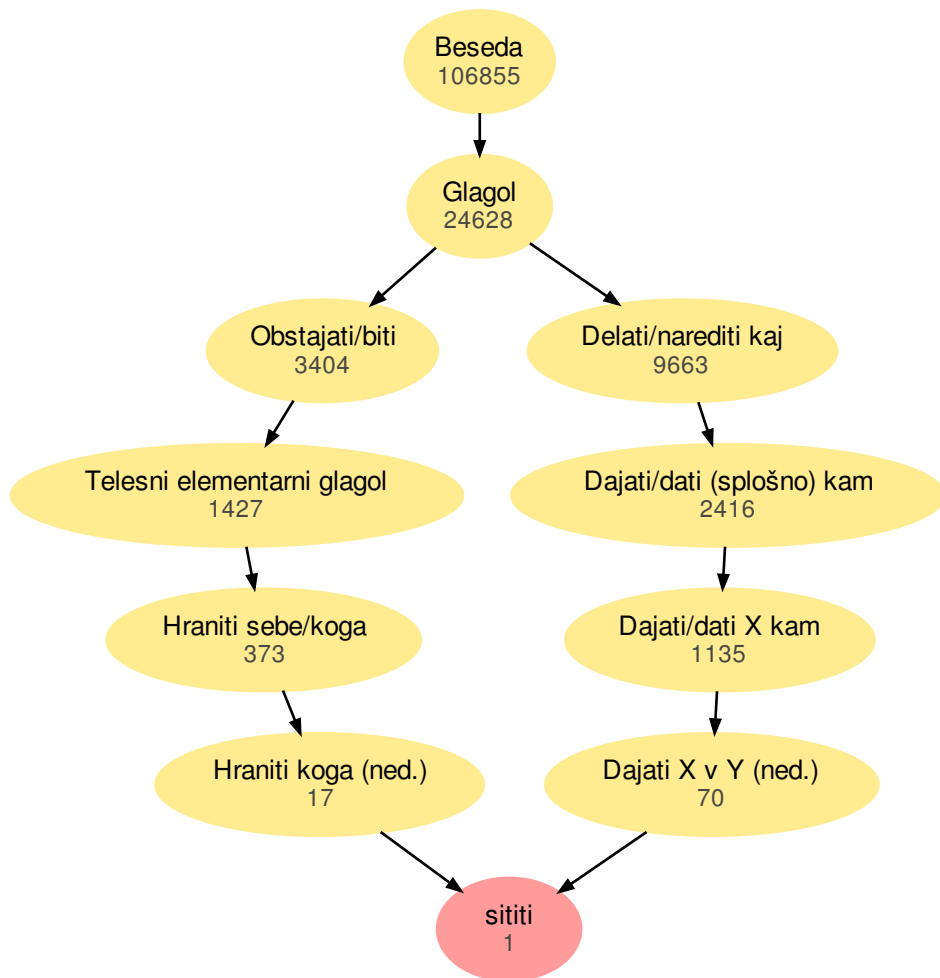 Beseda
106855
Glagol
24628
Obstajati/biti
3404
Delati/narediti kaj
9663
Telesni elementarni glagol
1427
Dajati/dati (splošno) kam
2416
Hraniti sebe/koga
373
Dajati/dati X kam
1135
Hraniti koga (ned.)
17
Dajati X v Y (ned.)
70
sititi
1